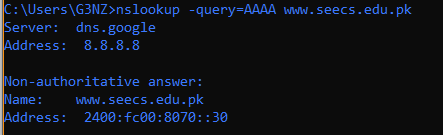 C:\Users\G3NZ>nslookup -query=AAAA www.seecs.edu.pk
Server:  dns.google
Address:  8.8.8.8

Non-authoritative answer:
Name:    www.seecs.edu.pk
Address:  2400:fc00:8070::30